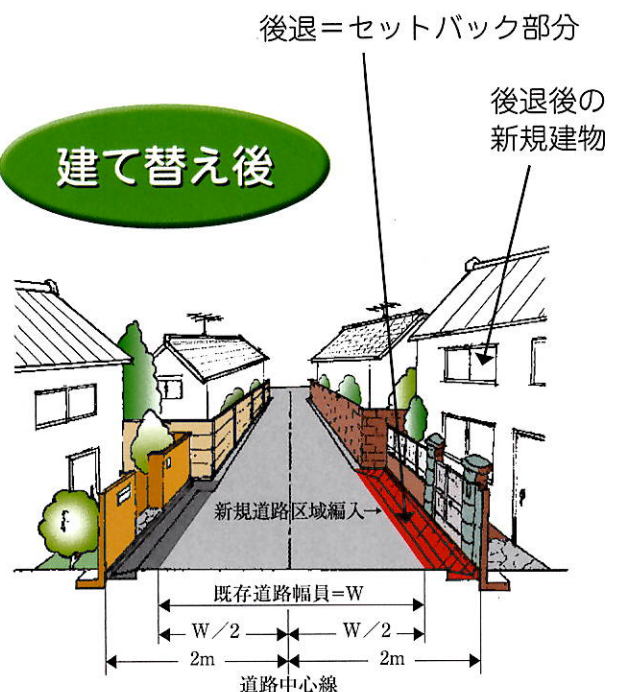 後退＝セットバック部分
後退後の
新規建物
建て替え後
新規道路区域編入→
既存道路幅員=W
W／2
W／2
2m
2m
道路中心線